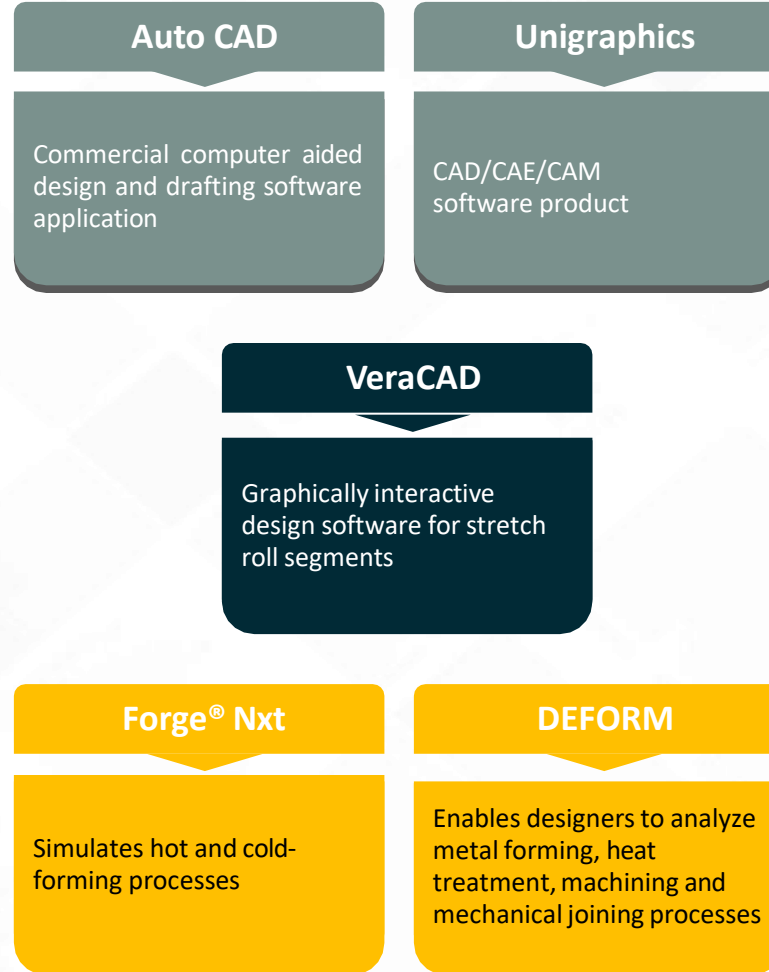 Auto CAD
Commercial computer aided
design and drafting software
application
Unigraphics
CAD/CAE/CAM
software product
VeraCAD
Graphically interactive
design software for stretch
roll segments
Forge® Nxt
Simulates hot and cold-
forming processes
DEFORM
Enables designers to analyze
metal forming, heat
treatment, machining and
mechanical joining processes